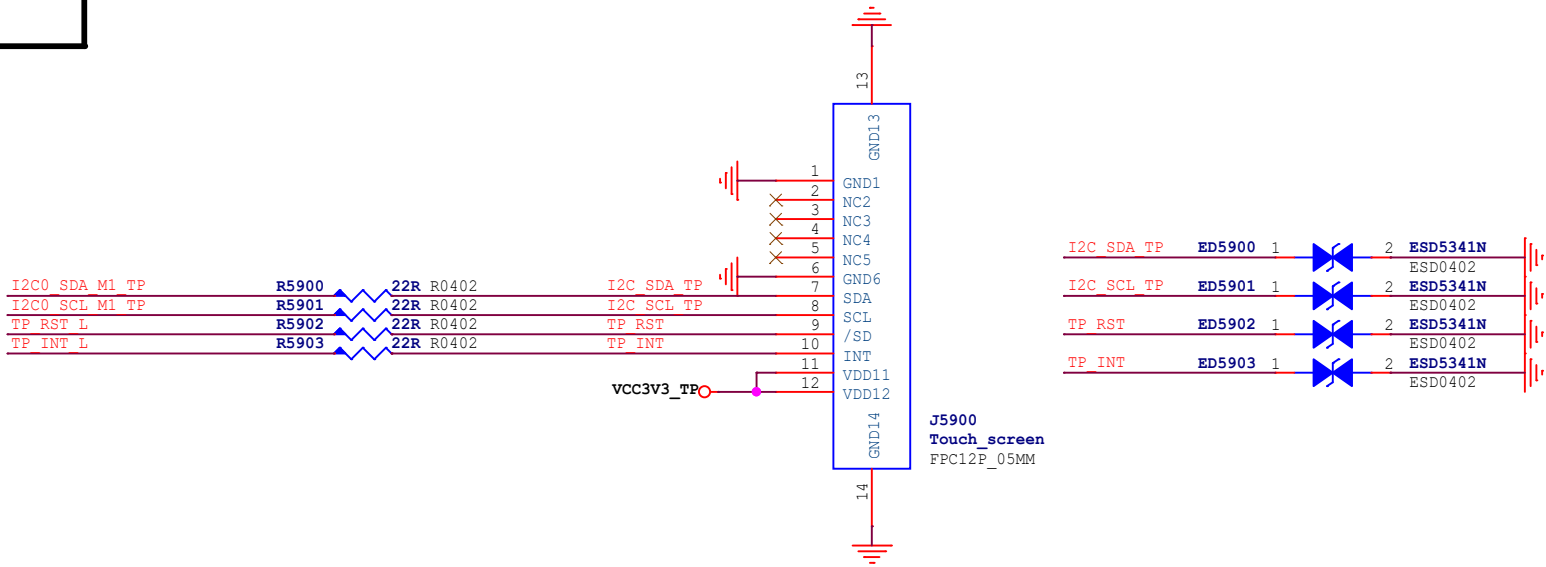 13
GND13
1 GND1
2 NC2
3 NC3
4 NC4
5 NC5
6 GND6
I2C0_SDA_M1_TP R5900 22R R0402 I2C_SDA_TP 7 SDA
I2C0_SCL_M1_TP R5901 22R R0402 I2C_SCL_TP 8 SCL
TP_RST_L R5902 22R R0402 TP_RST 9 /SD
TP_INT_L R5903 22R R0402 TP_INT 10 INT
11 VDD11
VCC3V3_TP 12 VDD12
GND14
14
J5900
Touch_screen
FPC12P_05MM
I2C_SDA_TP ED5900 1 2 ESD5341N
ESD0402
I2C_SCL_TP ED5901 1 2 ESD5341N
ESD0402
TP_RST ED5902 1 2 ESD5341N
ESD0402
TP_INT ED5903 1 2 ESD5341N
ESD0402